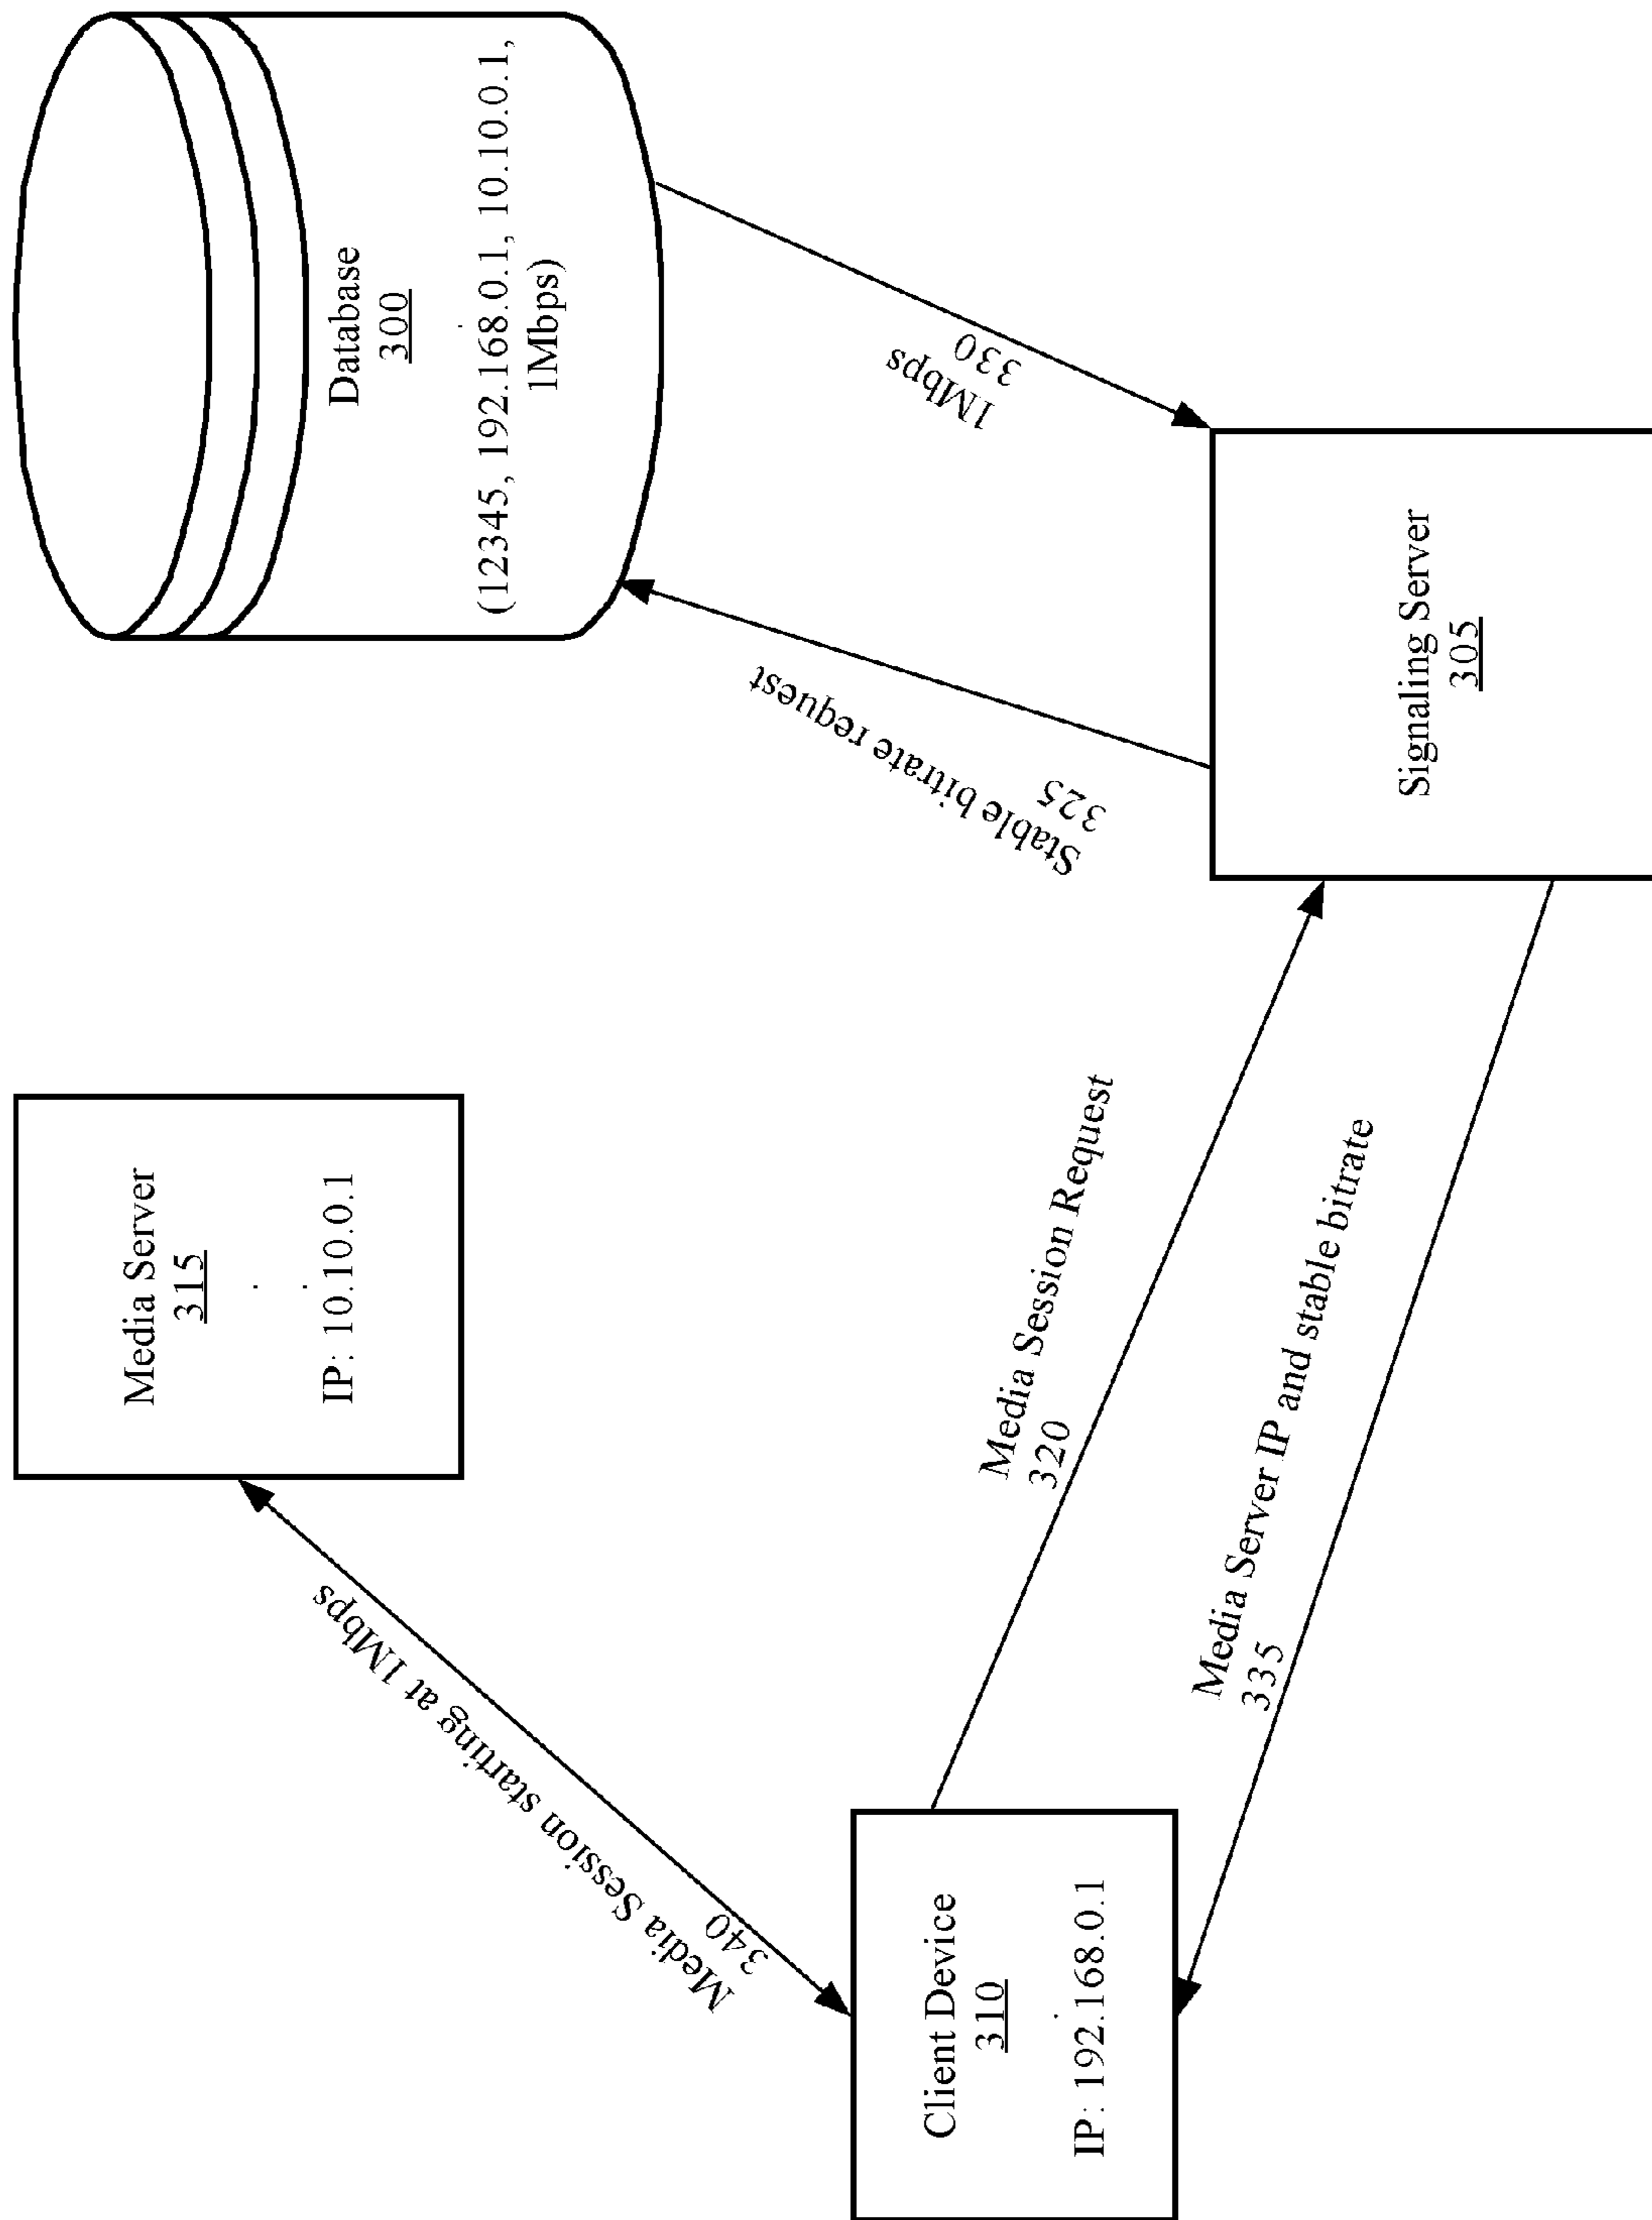 Media Server
315
IP: 10.10.0.1
Database
300
(12345, 192.168.0.1, 10.10.0.1,
1Mbps)
Media Session starting at 1Mbps
340
Stable bitrate request
325
1Mbps
330
Media Session Request
320
Client Device
310
IP: 192.168.0.1
Media Server IP and stable bitrate
335
Signaling Server
305